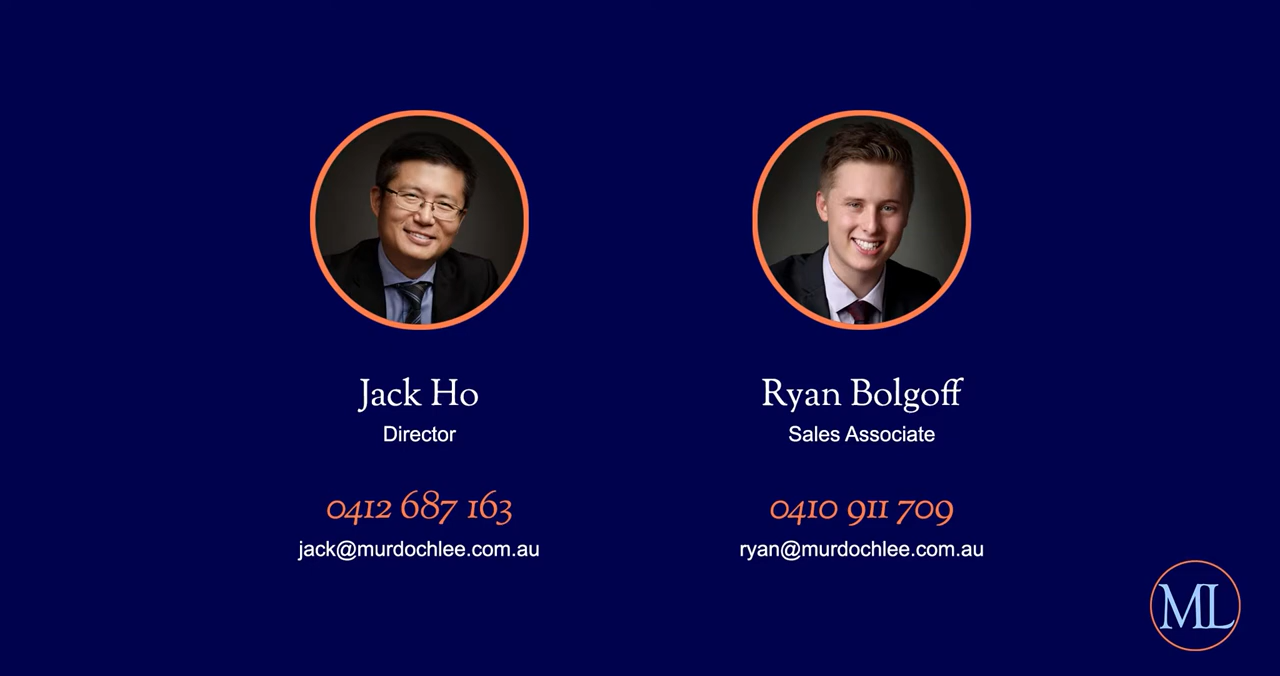 Jack Ho
Director
0412 687 163
jack@murdochlee.com.au
Ryan Bolgoff
Sales Associate
0410 911 709
ryan@murdochlee.com.au
ML